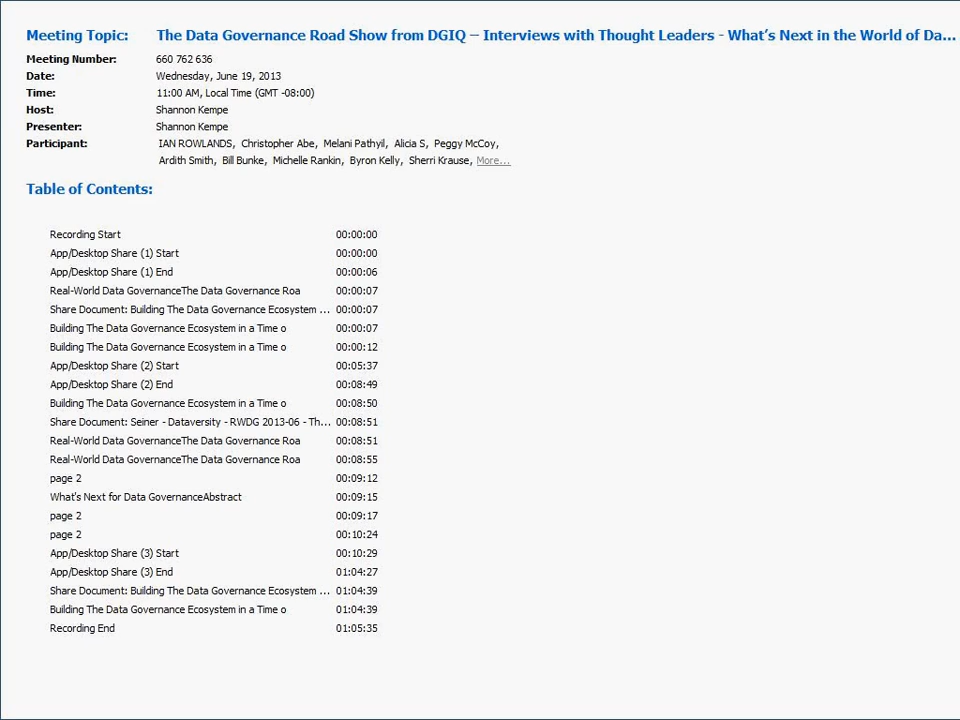 Meeting Topic: The Data Governance Road Show from DGIQ – Interviews with Thought Leaders - What's Next in the World of Da...
Meeting Number: 660 762 636
Date: Wednesday, June 19, 2013
Time: 11:00 AM, Local Time (GMT -08:00)
Host: Shannon Kempe
Presenter: Shannon Kempe
Participant: IAN ROWLANDS, Christopher Abe, Melani Pathyil, Alicia S, Peggy McCoy,
Ardith Smith, Bill Bunke, Michelle Rankin, Byron Kelly, Sherri Krause, More...
Table of Contents:
Recording Start 00:00:00
App/Desktop Share (1) Start 00:00:00
App/Desktop Share (1) End 00:00:06
Real-World Data GovernanceThe Data Governance Roa 00:00:07
Share Document: Building The Data Governance Ecosystem ... 00:00:07
Building The Data Governance Ecosystem in a Time o 00:00:07
Building The Data Governance Ecosystem in a Time o 00:00:12
App/Desktop Share (2) Start 00:05:37
App/Desktop Share (2) End 00:08:49
Building The Data Governance Ecosystem in a Time o 00:08:50
Share Document: Seiner - Dataversity - RWDG 2013-06 - Th... 00:08:51
Real-World Data GovernanceThe Data Governance Roa 00:08:51
Real-World Data GovernanceThe Data Governance Roa 00:08:55
page 2 00:09:12
What's Next for Data GovernanceAbstract 00:09:15
page 2 00:09:17
page 2 00:10:24
App/Desktop Share (3) Start 00:10:29
App/Desktop Share (3) End 01:04:27
Share Document: Building The Data Governance Ecosystem ... 01:04:39
Building The Data Governance Ecosystem in a Time o 01:04:39
Recording End 01:05:35